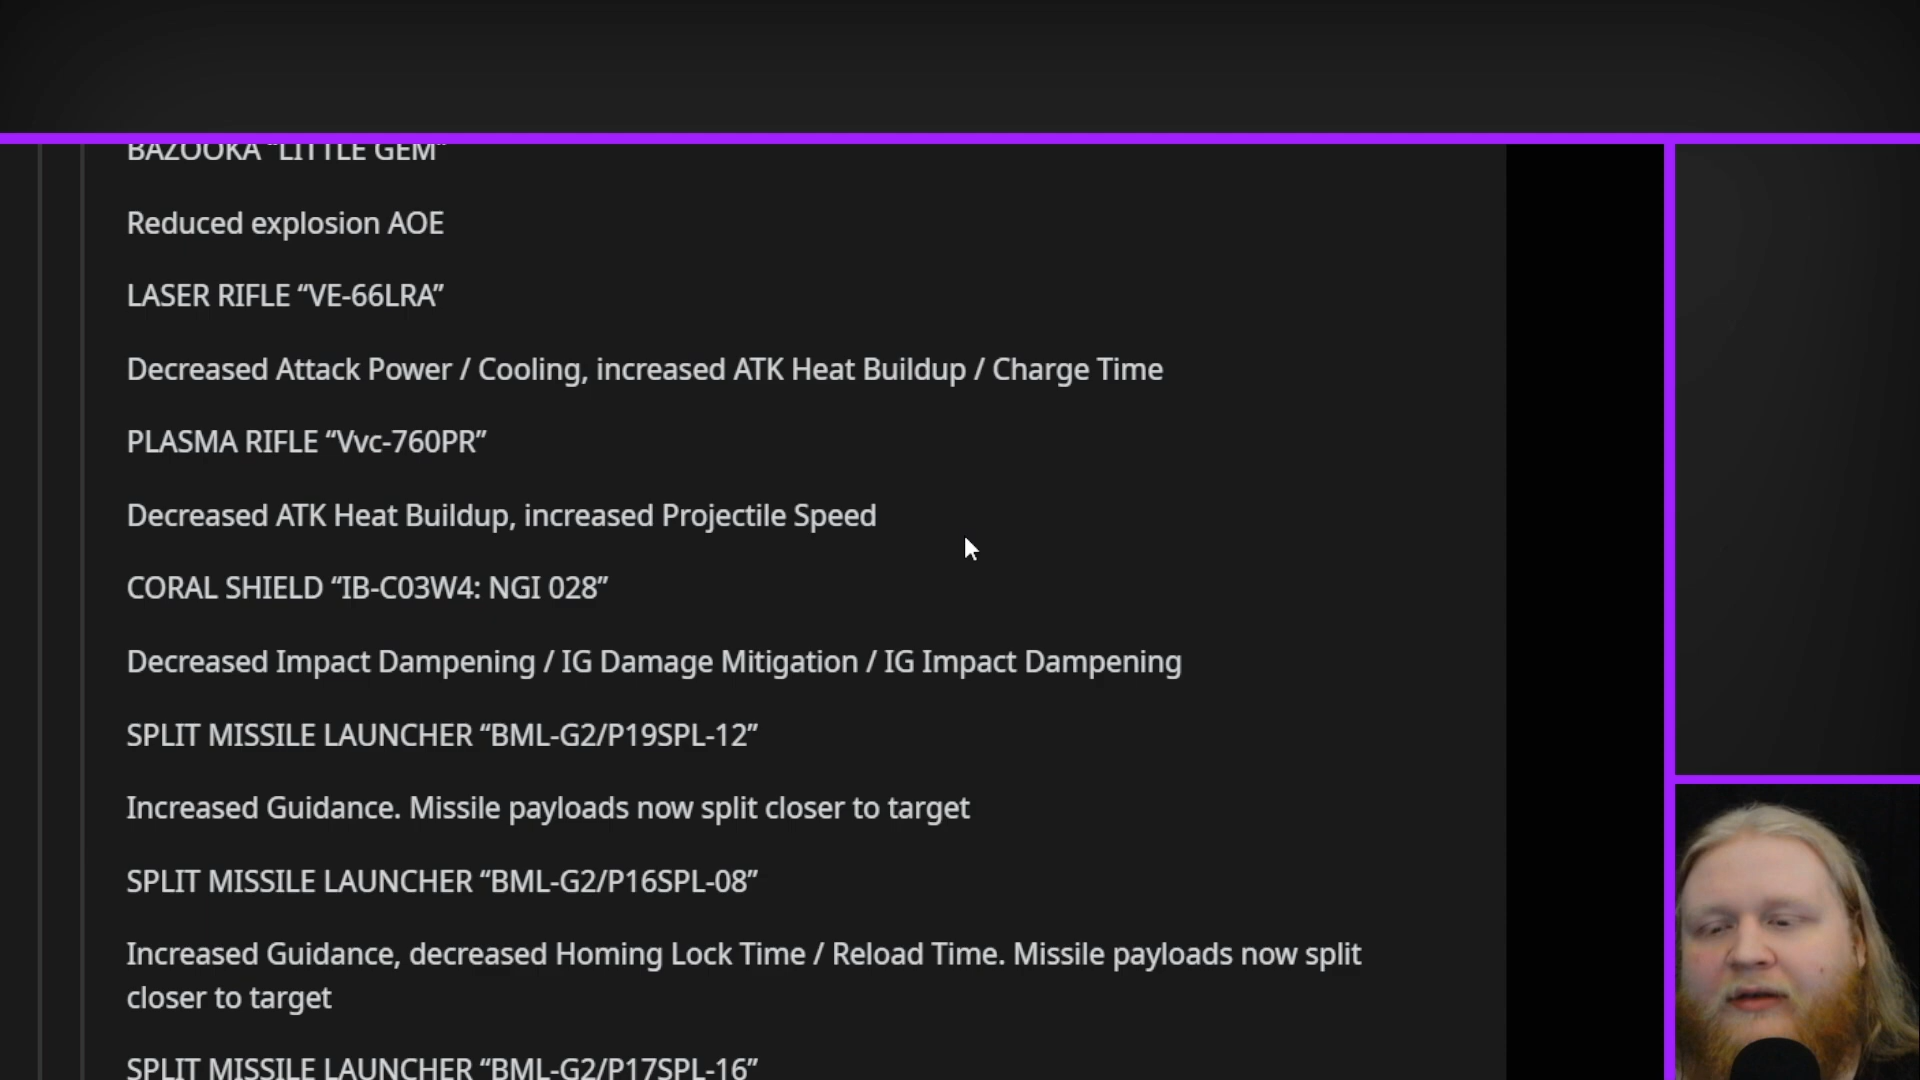 BAZOOKA “LITTLE GEM”
Reduced explosion AOE
LASER RIFLE “VE-66LRA”
Decreased Attack Power / Cooling, increased ATK Heat Buildup / Charge Time
PLASMA RIFLE “Vvc-760PR”
Decreased ATK Heat Buildup, increased Projectile Speed
CORAL SHIELD “IB-C03W4: NGI 028”
Decreased Impact Dampening / IG Damage Mitigation / IG Impact Dampening
SPLIT MISSILE LAUNCHER “BML-G2/P19SPL-12”
Increased Guidance. Missile payloads now split closer to target
SPLIT MISSILE LAUNCHER “BML-G2/P16SPL-08”
Increased Guidance, decreased Homing Lock Time / Reload Time. Missile payloads now split
closer to target
SPLIT MISSILE LAUNCHER “BML-G2/P17SPL-16”